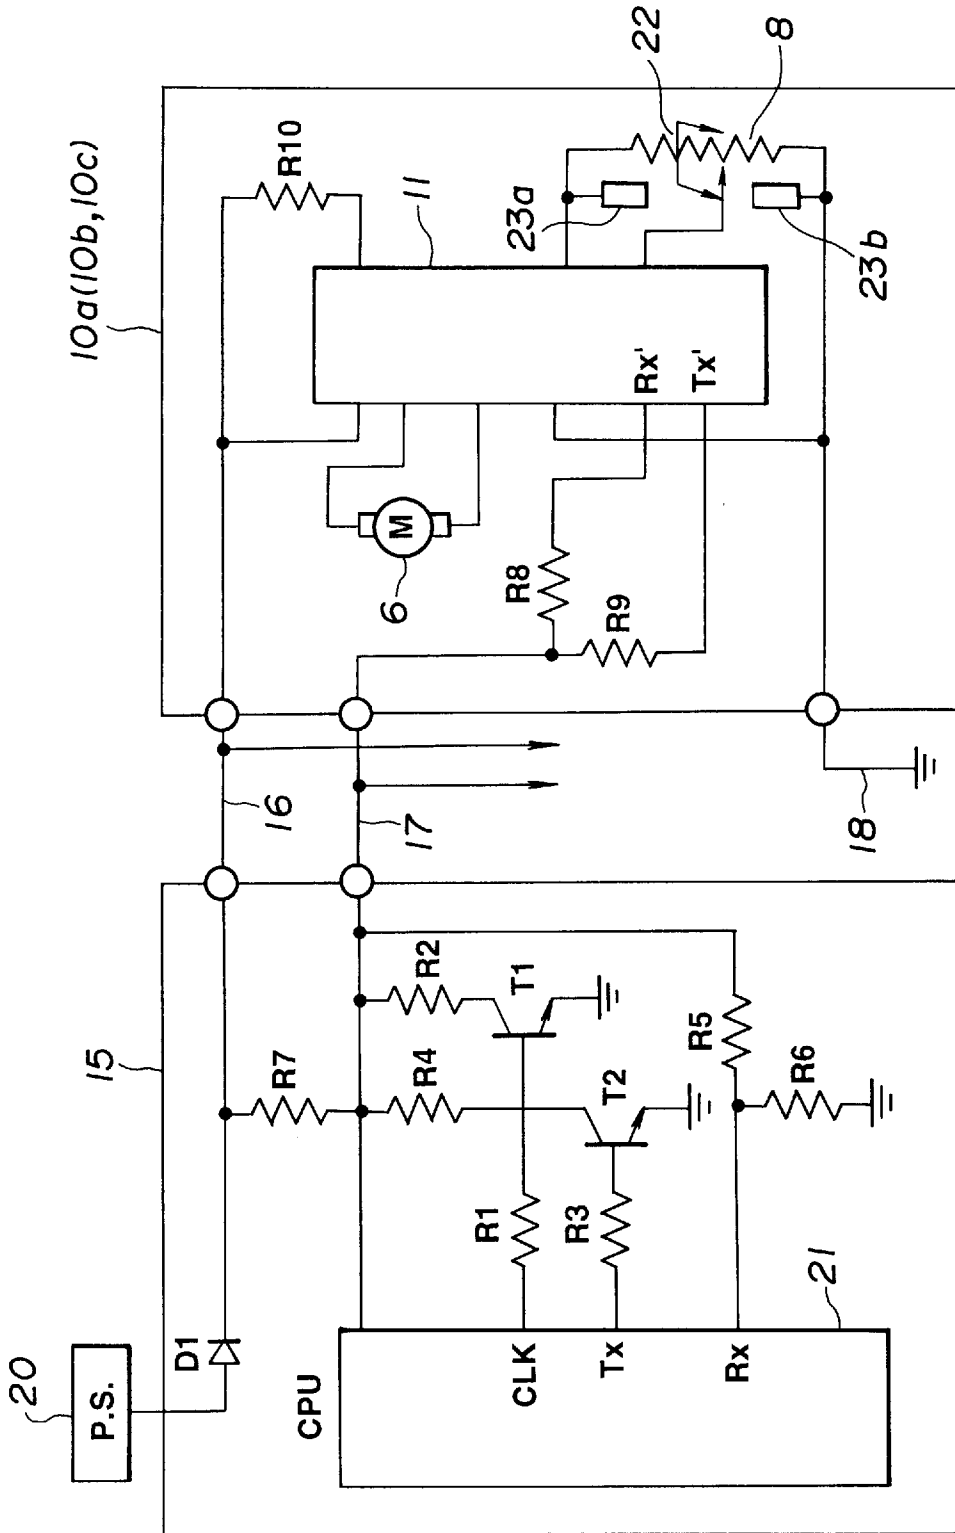 20
P.S.
D1
15
16
10a(10b,10c)
R10
11
22
8
23a
23b
CPU
R7
R2
T1
R4
T2
R1
R3
R5
R6
CLK
Tx
Rx
21
17
M
6
R8
R9
Rx'
Tx'
18